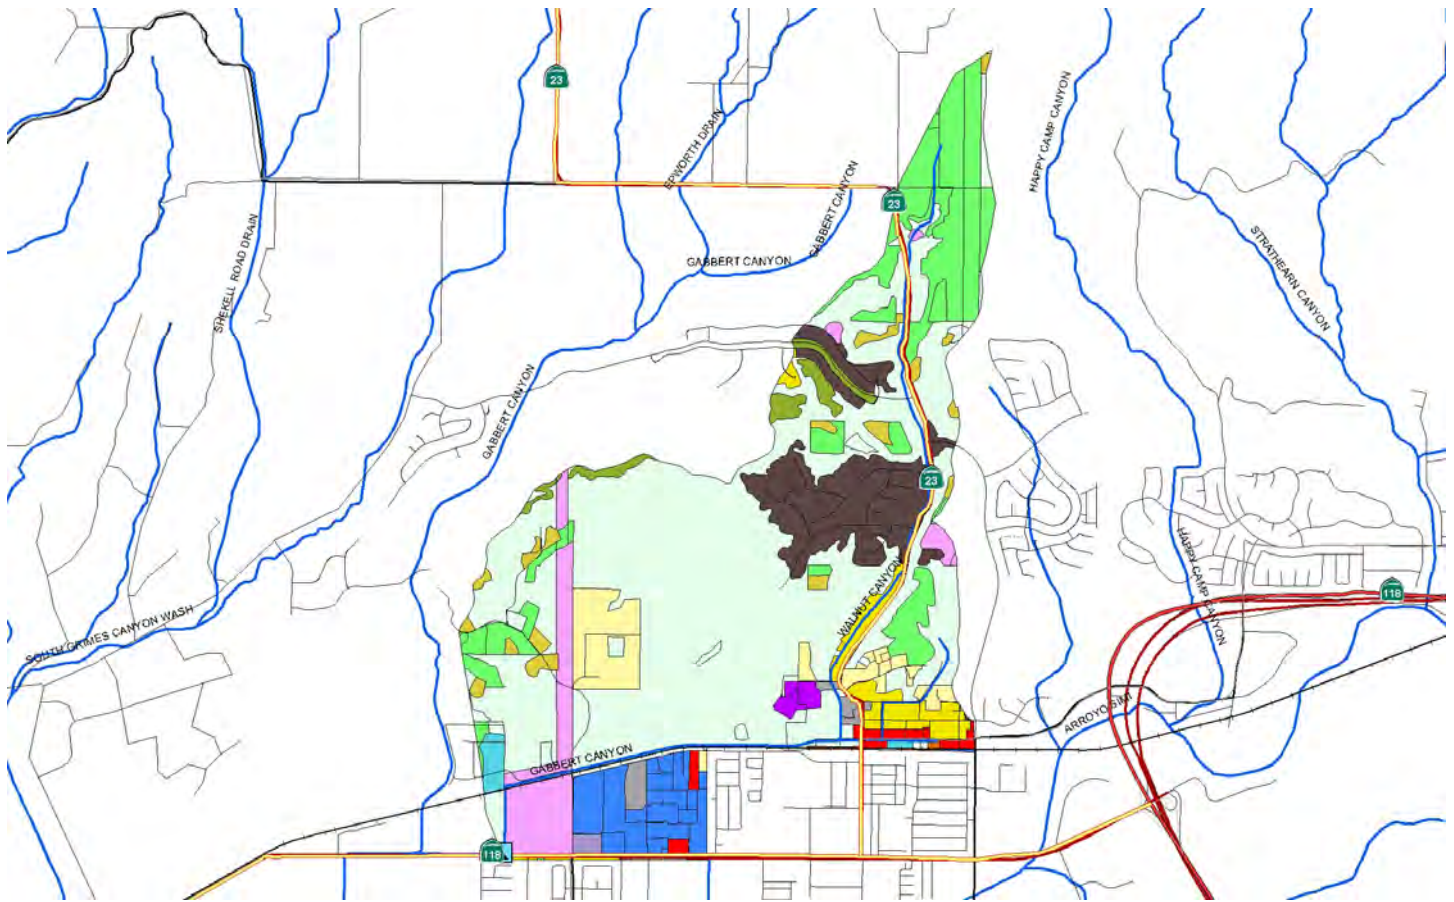 23
EPWORTH DRAIN
HAPPY CAMP CANYON
GABBERT CANYON
23
SHEKELL ROAD DRAIN
GABBERT CANYON
STRATHEARN CANYON
GABBERT CANYON
23
HAPPY CAMP CANYON
WALNUT CANYON
118
SOUTH GRIMES CANYON WASH
ARROYO SIMI
GABBERT CANYON
118